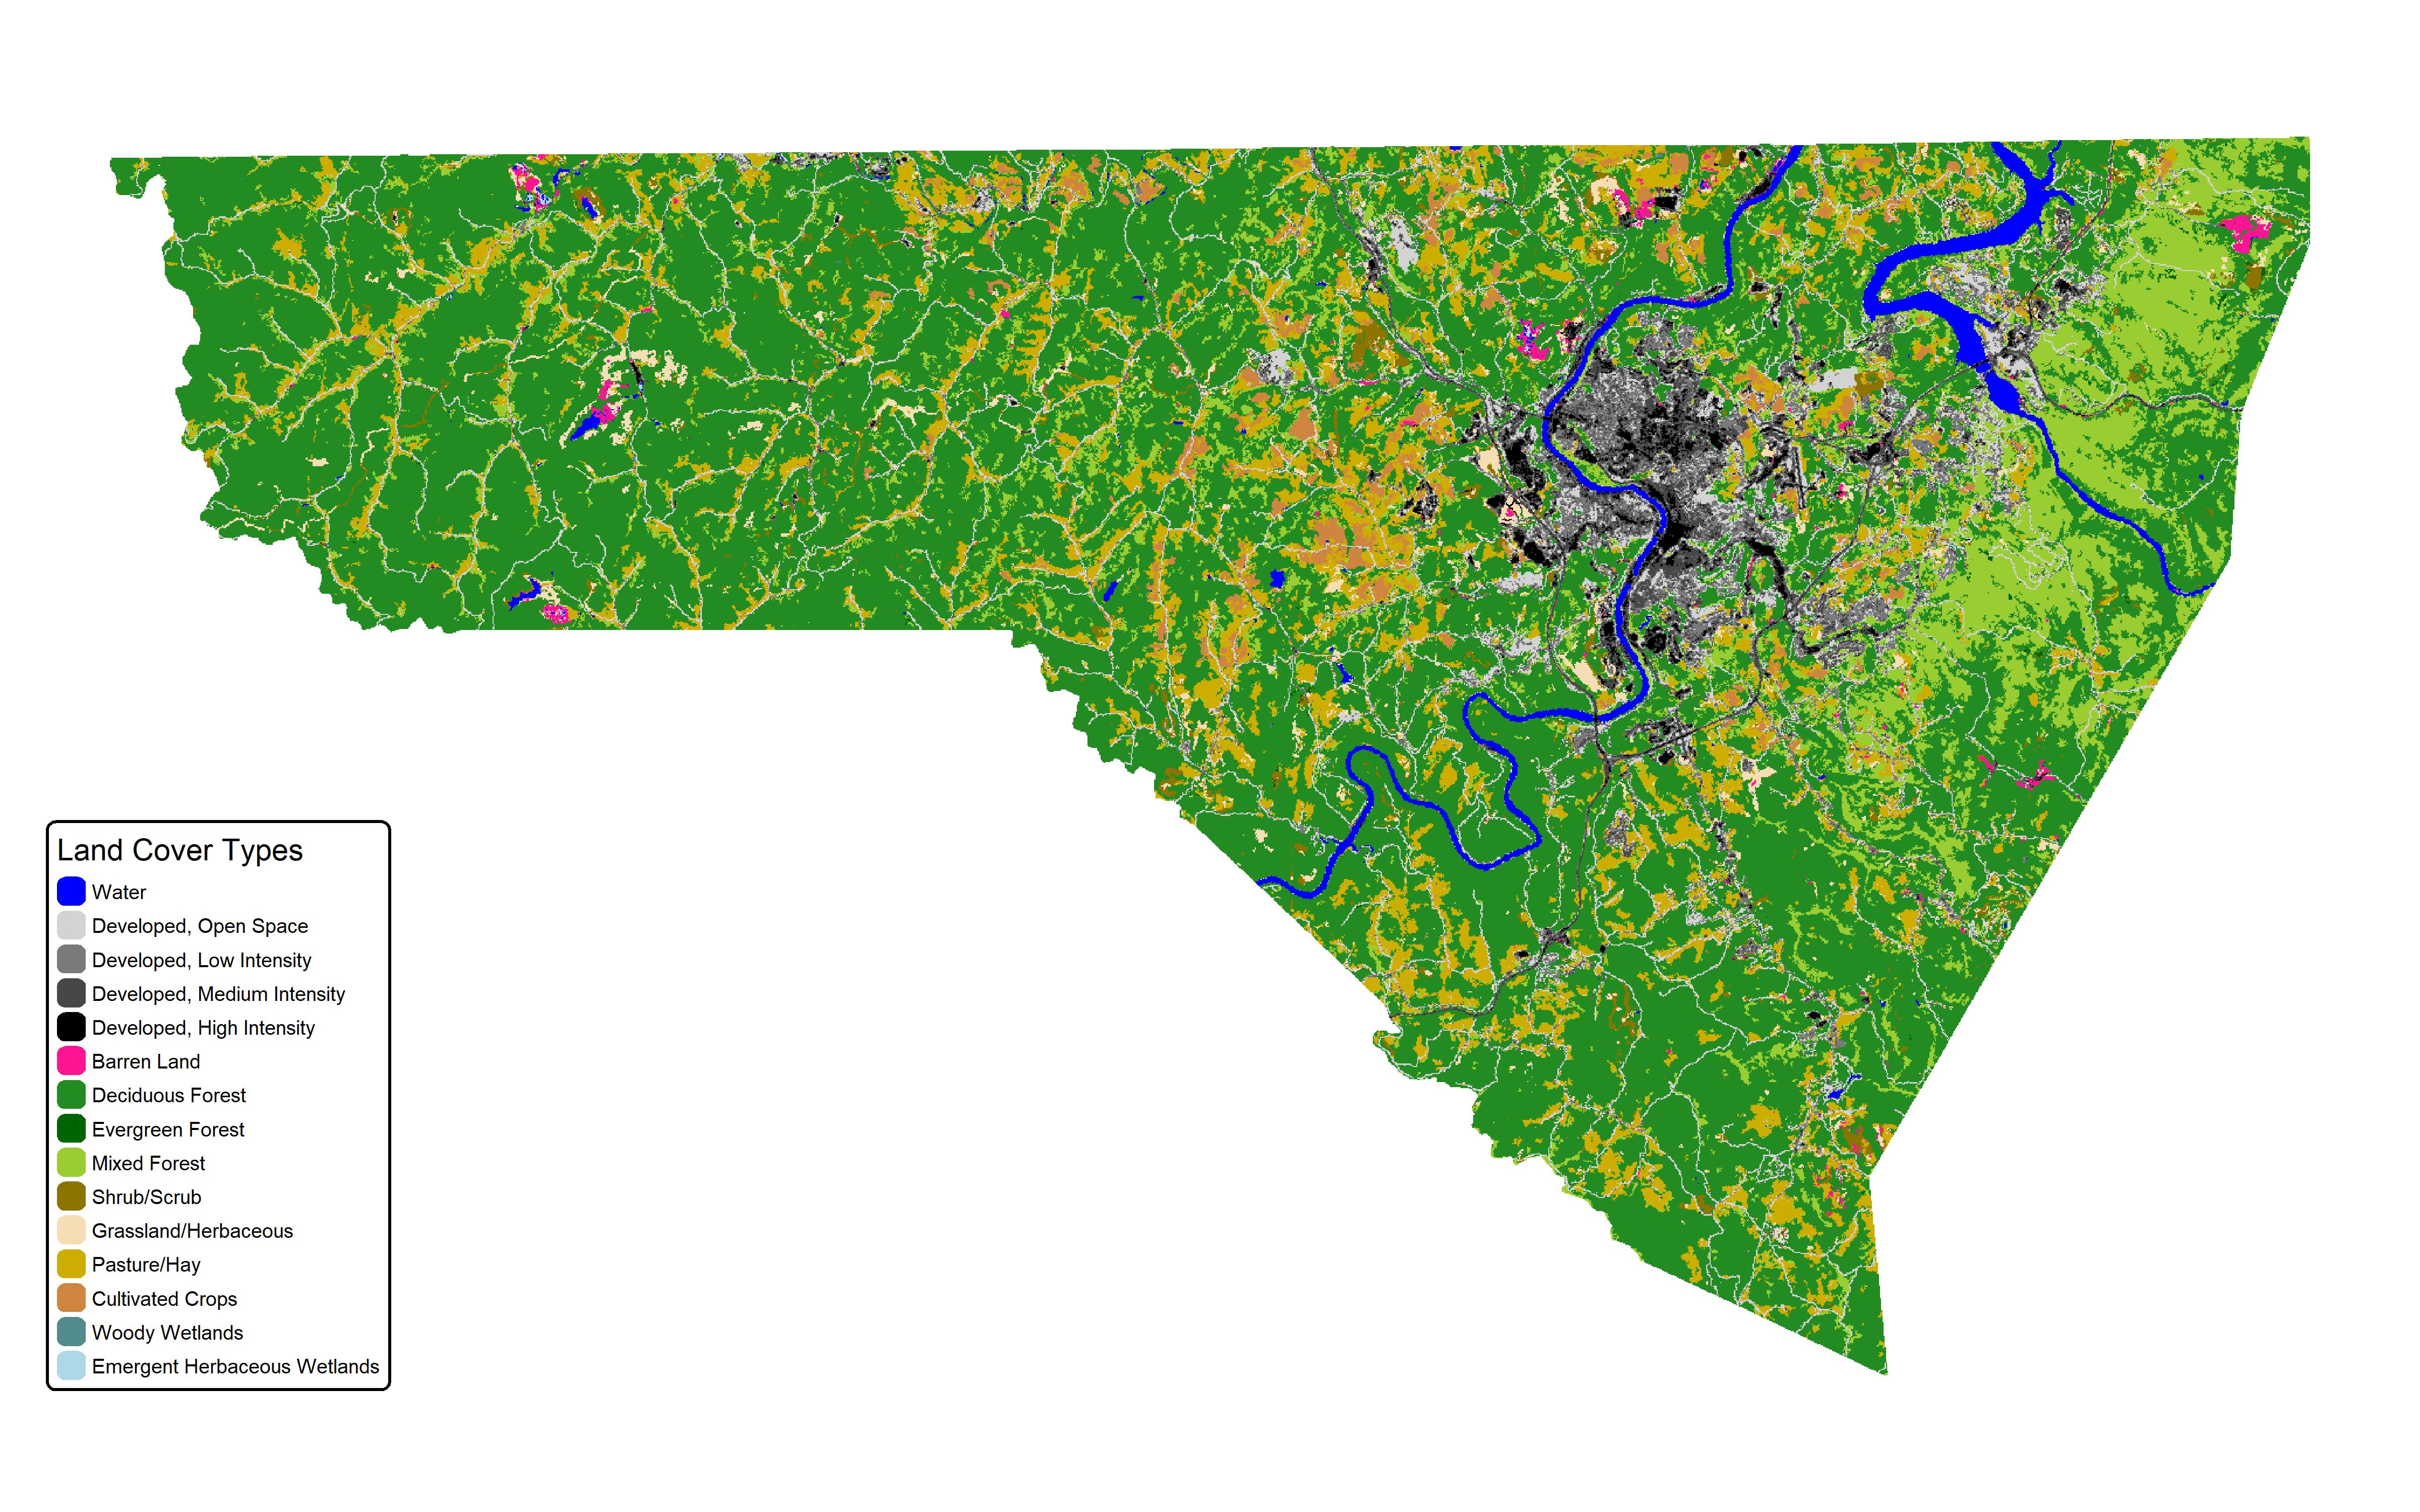 Land Cover Types
Water
Developed, Open Space
Developed, Low Intensity
Developed, Medium Intensity
Developed, High Intensity
Barren Land
Deciduous Forest
Evergreen Forest
Mixed Forest
Shrub/Scrub
Grassland/Herbaceous
Pasture/Hay
Cultivated Crops
Woody Wetlands
Emergent Herbaceous Wetlands